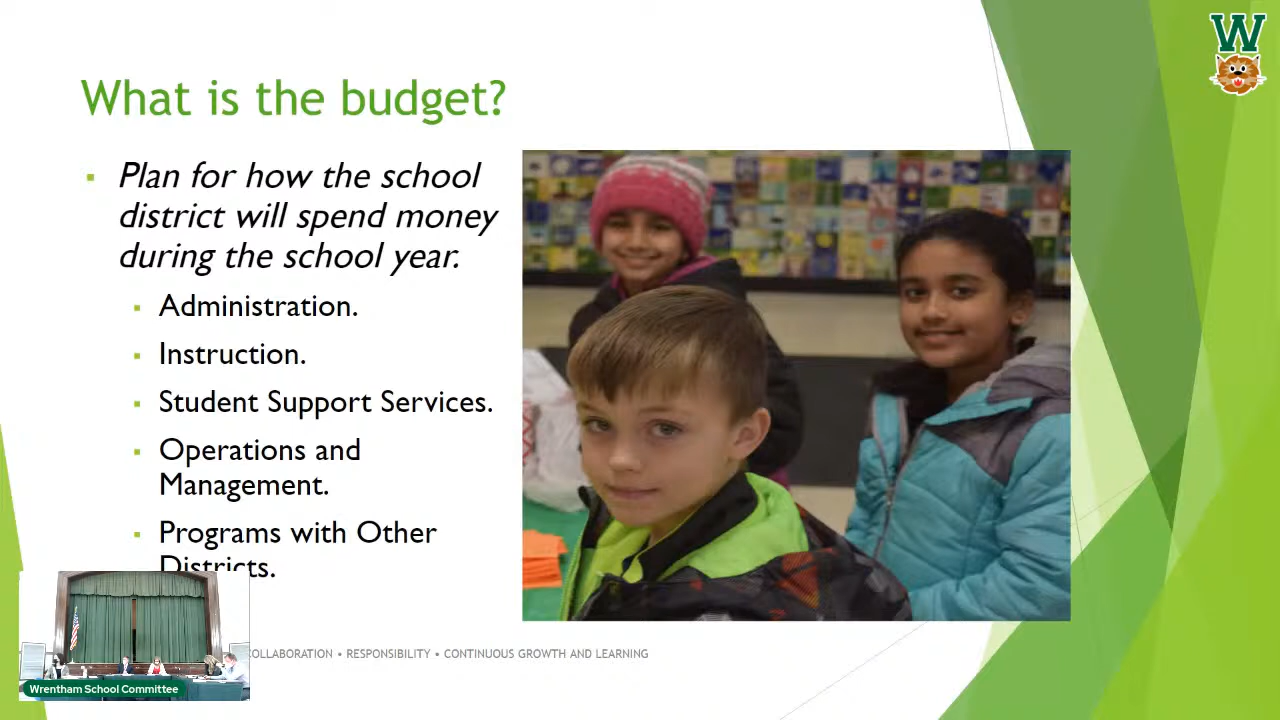 W
What is the budget?
Plan for how the school
district will spend money
during the school year.
Administration.
Instruction.
Student Support Services.
Operations and
Management.
Programs with Other
Districts.
COLLABORATION • RESPONSIBILITY • CONTINUOUS GROWTH AND LEARNING
Wrentham School Committee